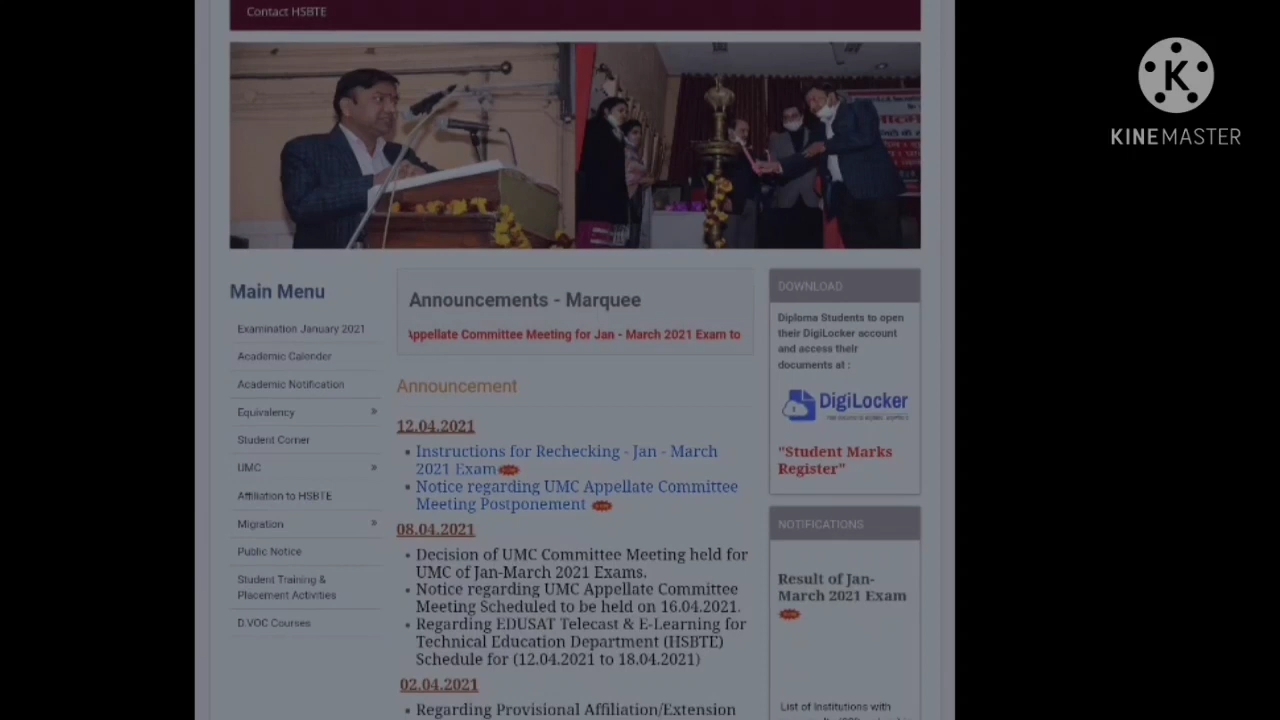 Contact HSBTE
KINEMASTER
Main Menu
Examination January 2021
Academic Calender
Academic Notification
Equivalency »
Student Corner
UMC »
Affiliation to HSBTE
Migration »
Public Notice
Student Training &
Placement Activities
D.VOC Courses
Announcements - Marquee
Appellate Committee Meeting for Jan - March 2021 Exam to
Announcement
12.04.2021
• Instructions for Rechecking - Jan - March
2021 Exam
• Notice regarding UMC Appellate Committee
Meeting Postponement
08.04.2021
• Decision of UMC Committee Meeting held for
UMC of Jan-March 2021 Exams.
• Notice regarding UMC Appellate Committee
Meeting Scheduled to be held on 16.04.2021.
• Regarding EDUSAT Telecast & E-Learning for
Technical Education Department (HSBTE)
Schedule for (12.04.2021 to 18.04.2021)
02.04.2021
• Regarding Provisional Affiliation/Extension
DOWNLOAD
Diploma Students to open
their DigiLocker account
and access their
documents at :
DigiLocker
"Student Marks
Register"
NOTIFICATIONS
Result of Jan-
March 2021 Exam
List of Institutions with